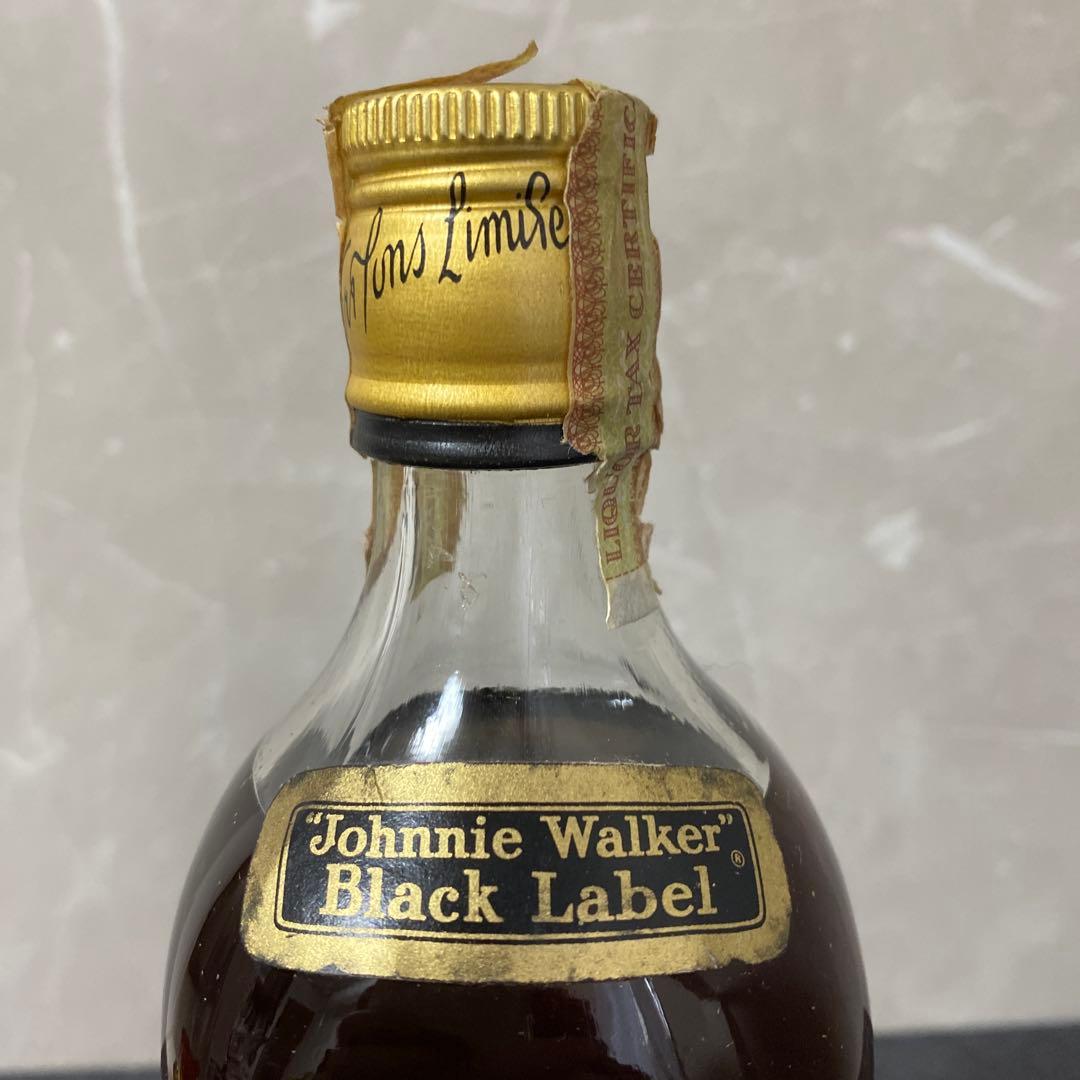 Sons Limite
LIQUOR TAX CERTIFIC
"Johnnie Walker"
®
Black Label